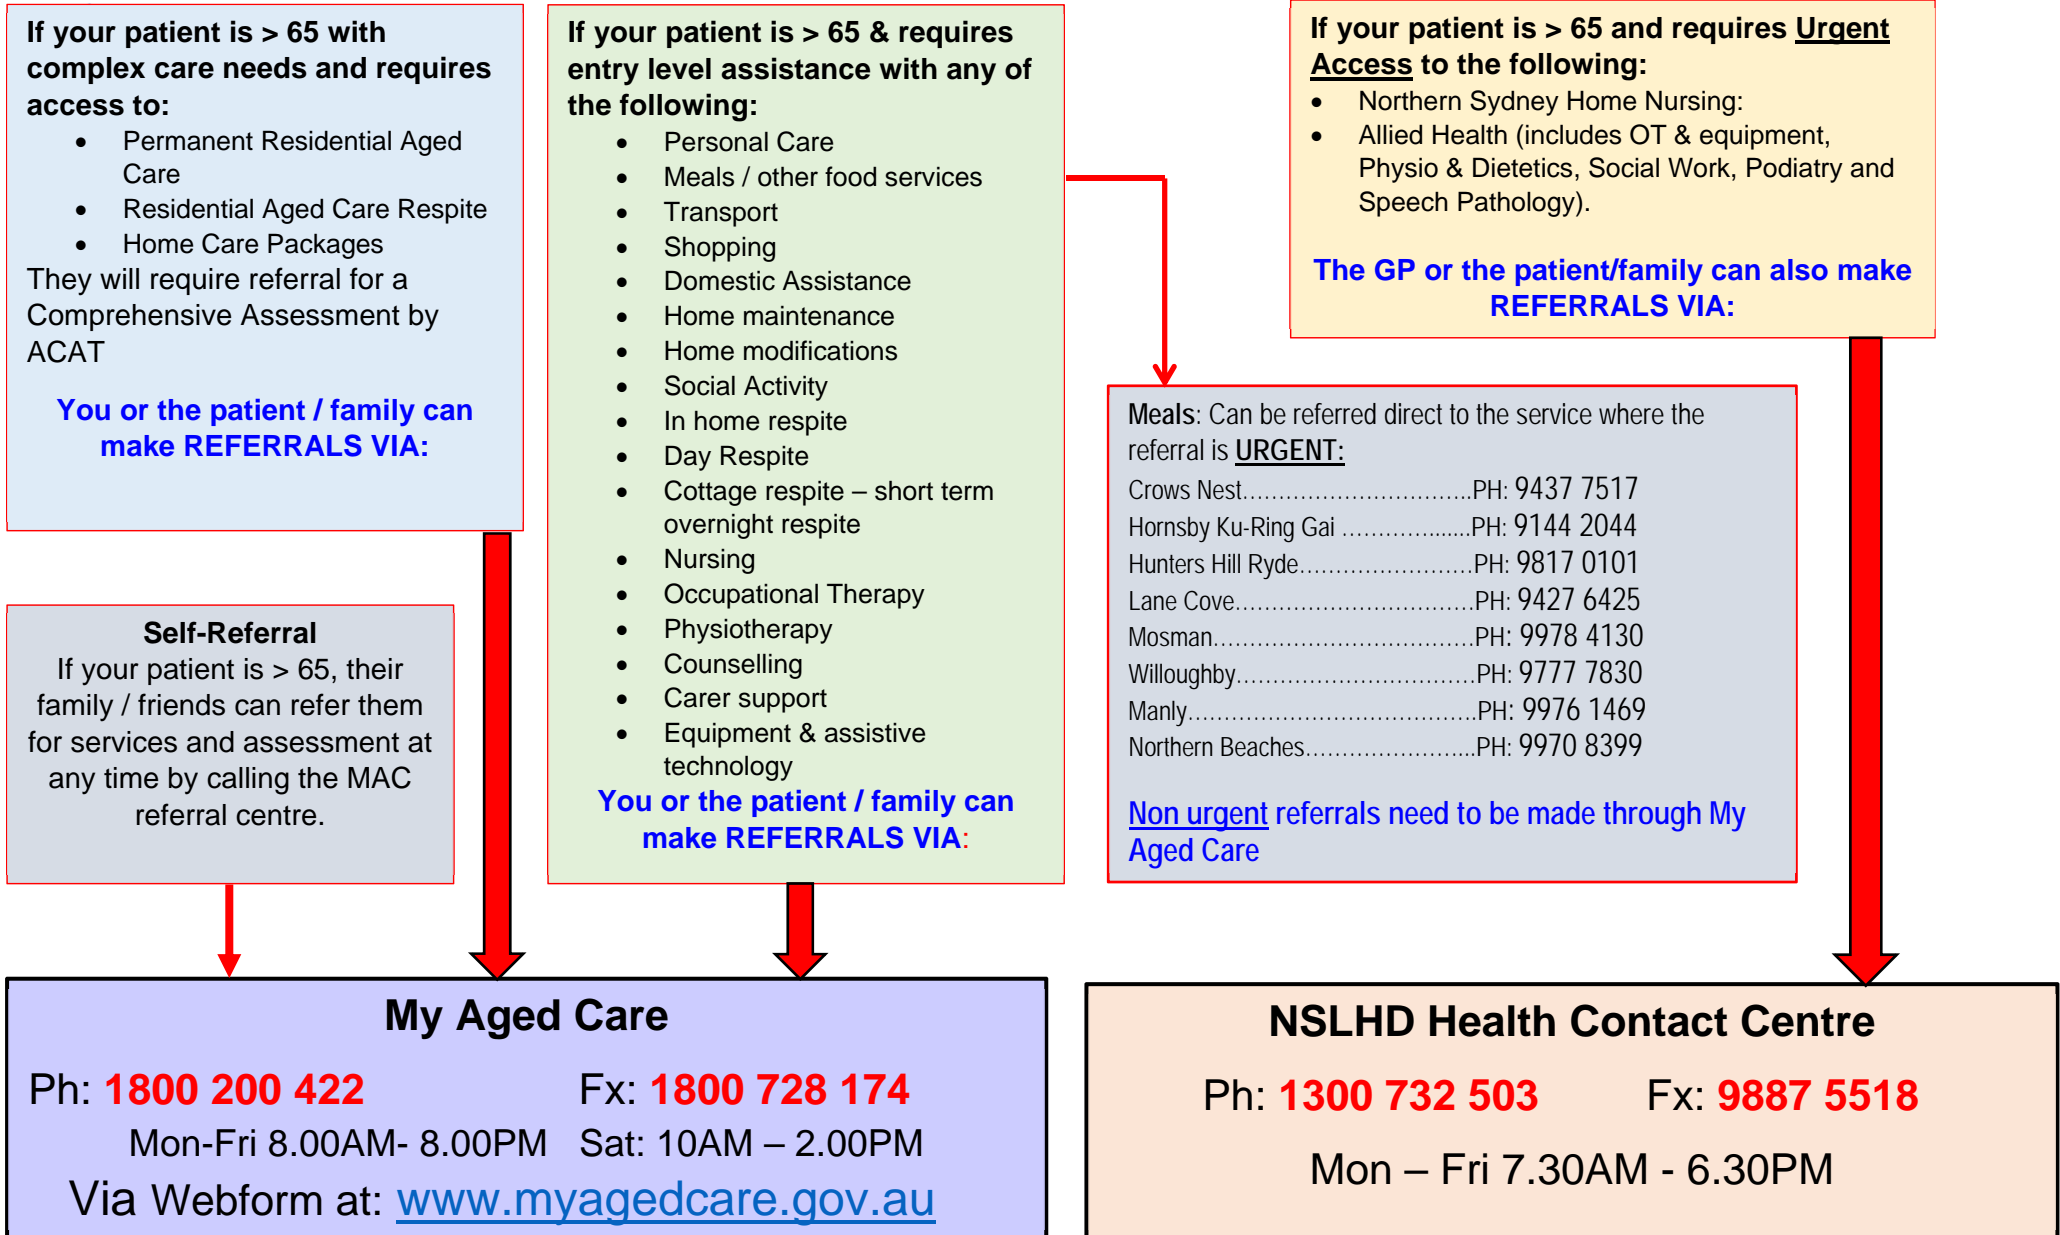 If your patient is > 65 with
complex care needs and requires
access to:
• Permanent Residential Aged
Care
• Residential Aged Care Respite
• Home Care Packages
They will require referral for a
Comprehensive Assessment by
ACAT
You or the patient / family can
make REFERRALS VIA:
Self-Referral
If your patient is > 65, their
family / friends can refer them
for services and assessment at
any time by calling the MAC
referral centre.
If your patient is > 65 & requires
entry level assistance with any of
the following:
• Personal Care
• Meals / other food services
• Transport
• Shopping
• Domestic Assistance
• Home maintenance
• Home modifications
• Social Activity
• In home respite
• Day Respite
• Cottage respite – short term
overnight respite
• Nursing
• Occupational Therapy
• Physiotherapy
• Counselling
• Carer support
• Equipment & assistive
technology
You or the patient / family can
make REFERRALS VIA:
If your patient is > 65 and requires Urgent
Access to the following:
• Northern Sydney Home Nursing:
• Allied Health (includes OT & equipment,
Physio & Dietetics, Social Work, Podiatry and
Speech Pathology).
The GP or the patient/family can also make
REFERRALS VIA:
Meals: Can be referred direct to the service where the
referral is URGENT:
Crows Nest…………………………..PH: 9437 7517
Hornsby Ku-Ring Gai ………….......PH: 9144 2044
Hunters Hill Ryde……………………PH: 9817 0101
Lane Cove……………………………PH: 9427 6425
Mosman………………………………PH: 9978 4130
Willoughby……………………………PH: 9777 7830
Manly………………………………….PH: 9976 1469
Northern Beaches…………………...PH: 9970 8399
Non urgent referrals need to be made through My
Aged Care
My Aged Care
Ph: 1800 200 422 Fx: 1800 728 174
Mon-Fri 8.00AM- 8.00PM Sat: 10AM – 2.00PM
Via Webform at: www.myagedcare.gov.au
NSLHD Health Contact Centre
Ph: 1300 732 503 Fx: 9887 5518
Mon – Fri 7.30AM - 6.30PM